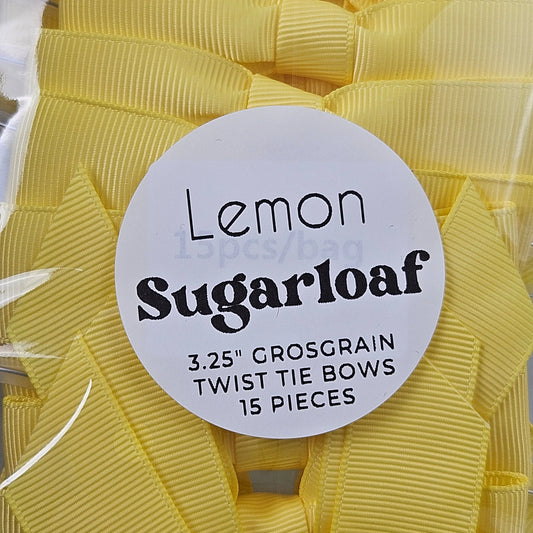 Lemon
15pcs/bag
Sugarloaf
3.25" GROSGRAIN
TWIST TIE BOWS
15 PIECES